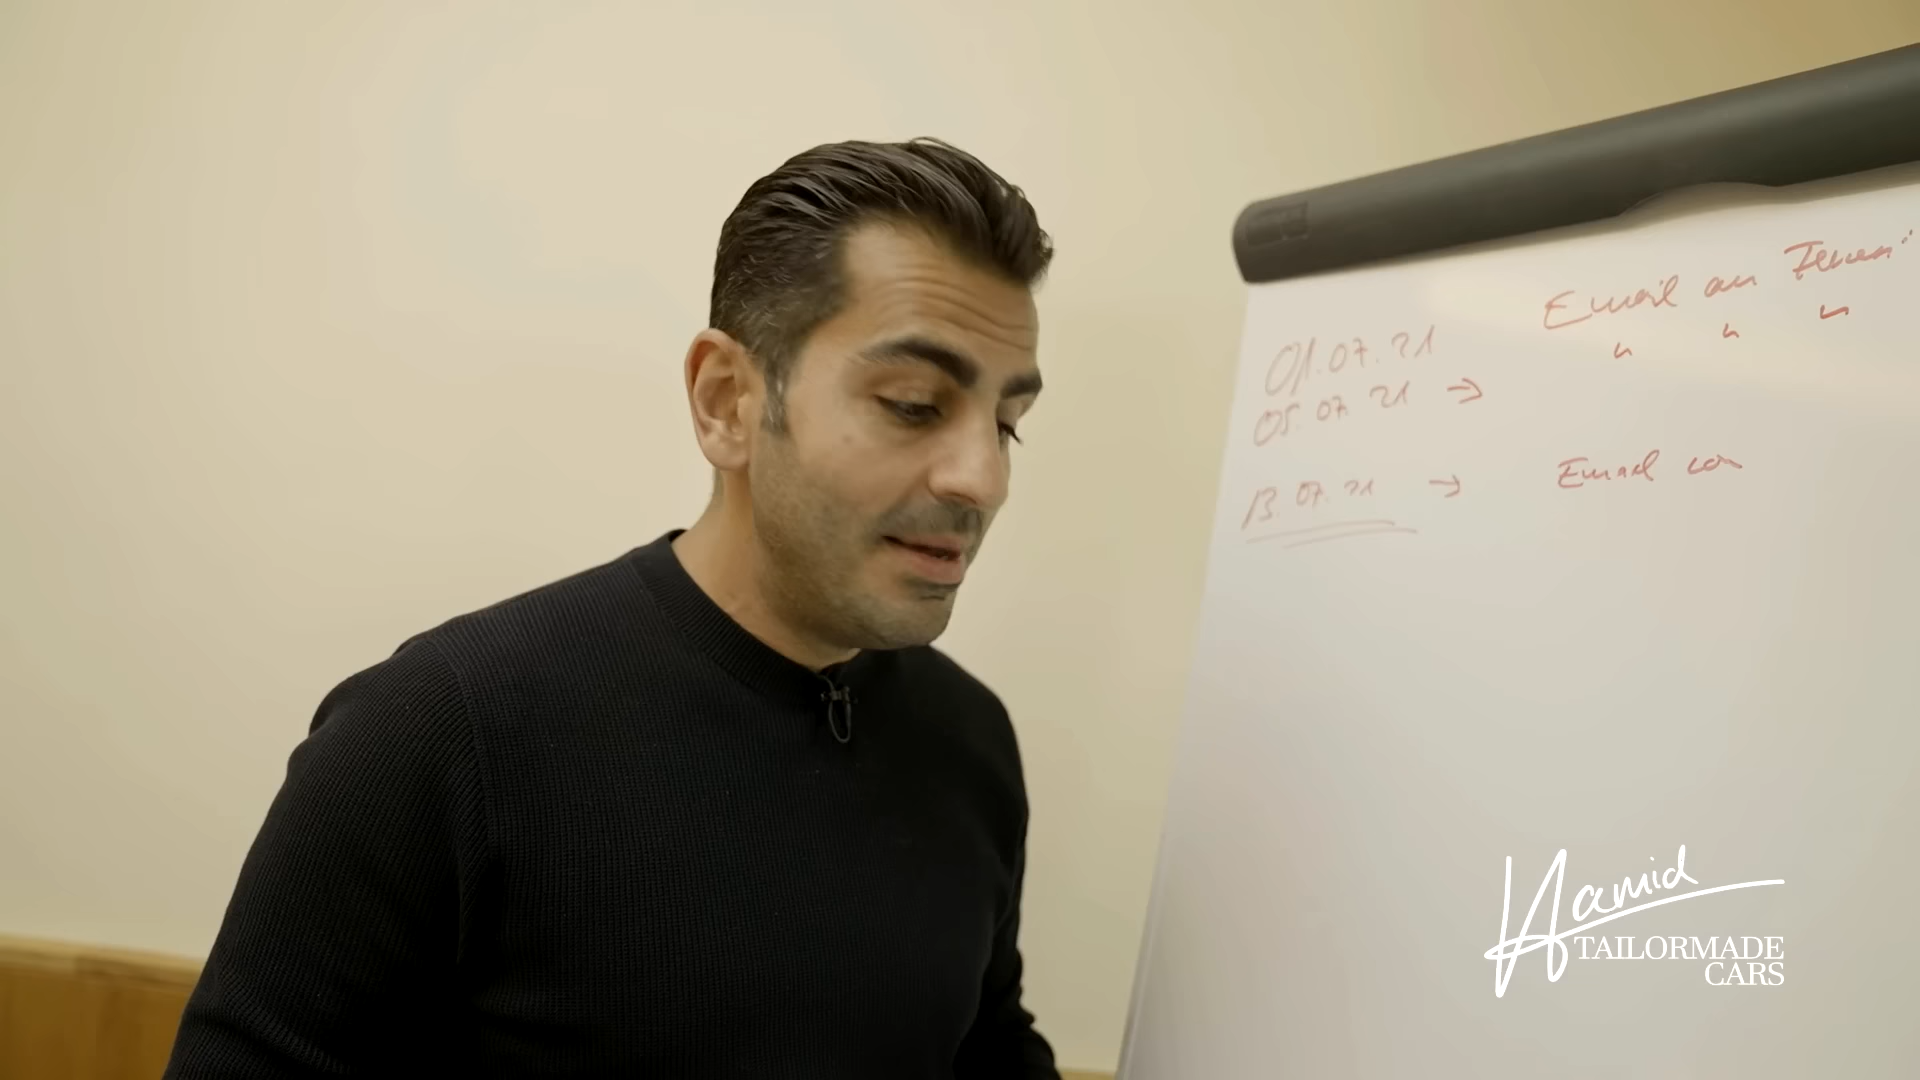 01.07.21 Email an Ferrari
05.07.21 → " " "
13.07.21 → Email von
Hamid
TAILORMADE
CARS